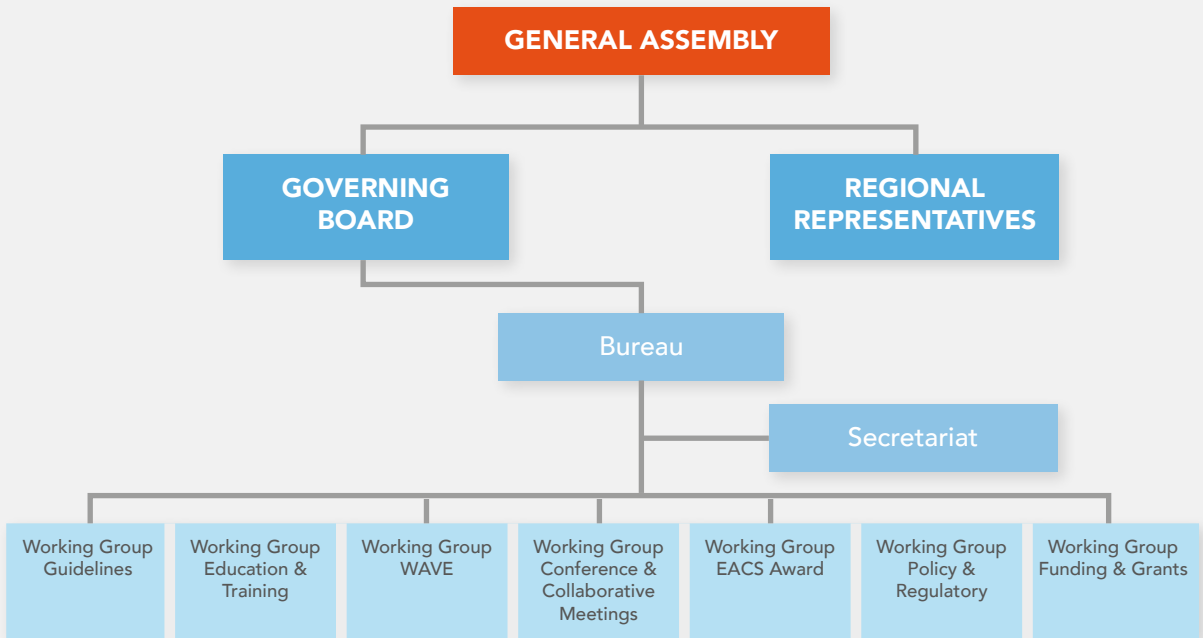 GENERAL ASSEMBLY
GOVERNING
BOARD
REGIONAL
REPRESENTATIVES
Bureau
Secretariat
Working Group
Guidelines
Working Group
Education &
Training
Working Group
WAVE
Working Group
Conference &
Collaborative
Meetings
Working Group
EACS Award
Working Group
Policy &
Regulatory
Working Group
Funding & Grants